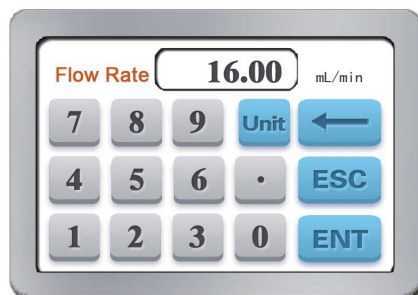 Flow Rate 16.00 mL/min
7 8 9 Unit ←
4 5 6 . ESC
1 2 3 0 ENT